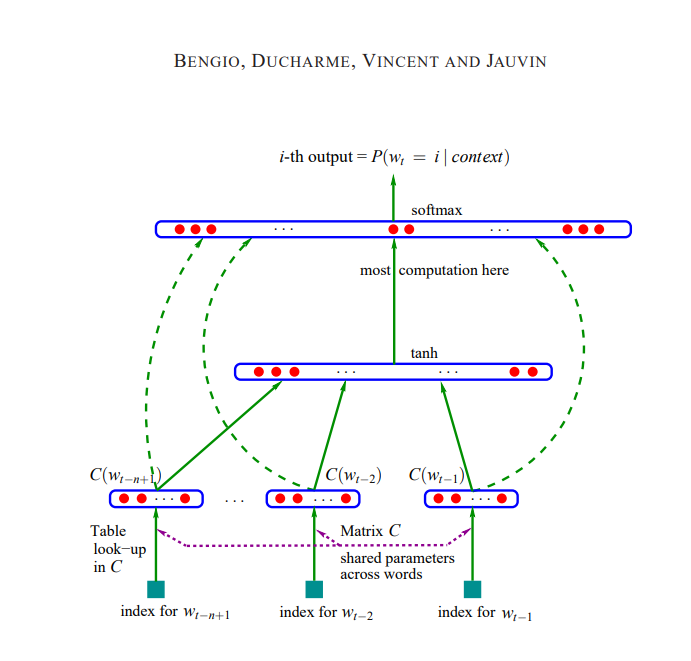 BENGIO, DUCHARME, VINCENT AND JAUVIN
i-th output = P(w_t = i | context)
softmax
... ...
most computation here
tanh
... ...
C(w_{t−n+1}) C(w_{t−2}) C(w_{t−1})
... ... ... ...
Table
look−up
in C
Matrix C
shared parameters
across words
index for w_{t−n+1} index for w_{t−2} index for w_{t−1}